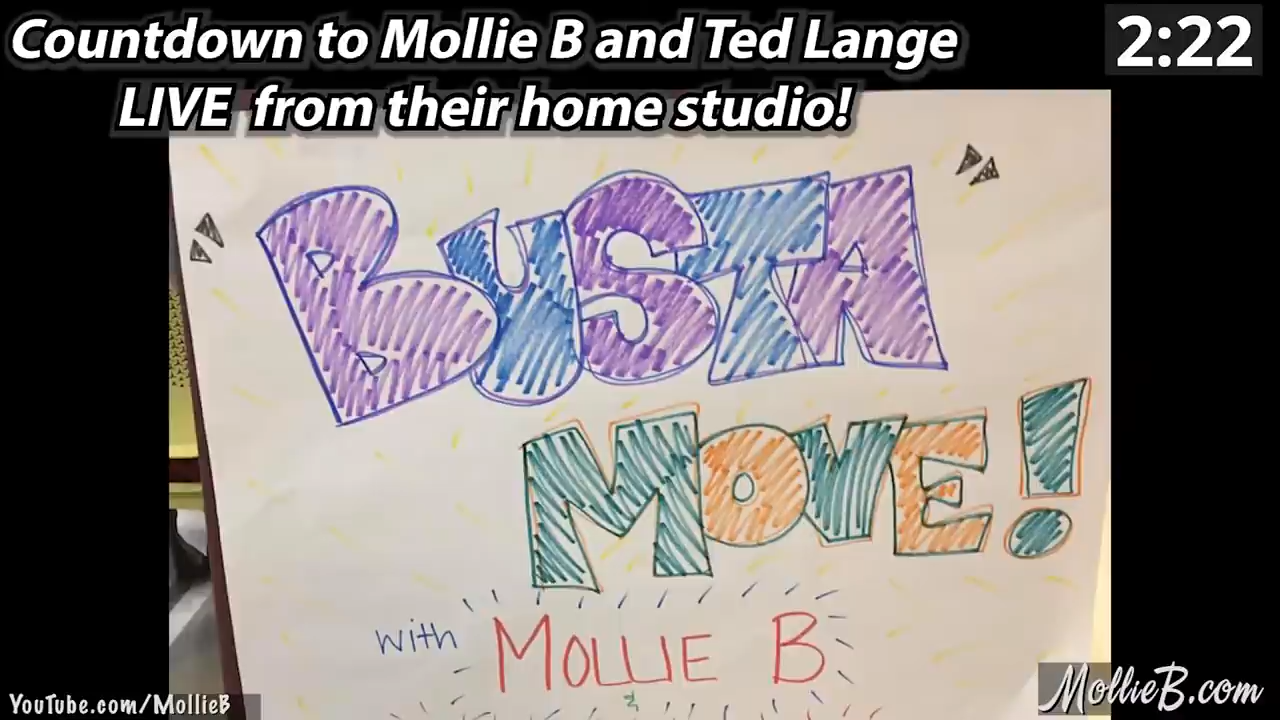 Countdown to Mollie B and Ted Lange
2:22
LIVE from their home studio!
BUSTA
MOVE!
with MOLLIE B
&
YouTube.com/MollieB
MollieB.com